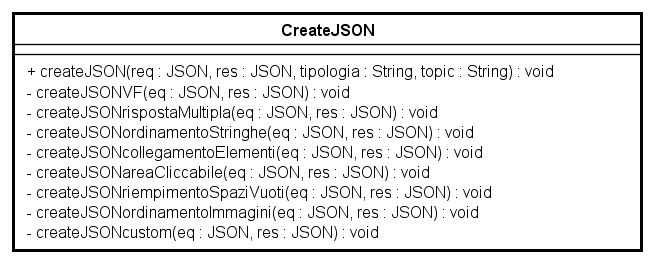 CreateJSON
+ createJSON(req : JSON, res : JSON, tipologia : String, topic : String) : void
- createJSONVF(eq : JSON, res : JSON) : void
- createJSONrispostaMultipla(eq : JSON, res : JSON) : void
- createJSONordinamentoStringhe(eq : JSON, res : JSON) : void
- createJSONcollegamentoElementi(eq : JSON, res : JSON) : void
- createJSONareaCliccabile(eq : JSON, res : JSON) : void
- createJSONriempimentoSpaziVuoti(eq : JSON, res : JSON) : void
- createJSONordinamentoImmagini(eq : JSON, res : JSON) : void
- createJSONcustom(eq : JSON, res : JSON) : void